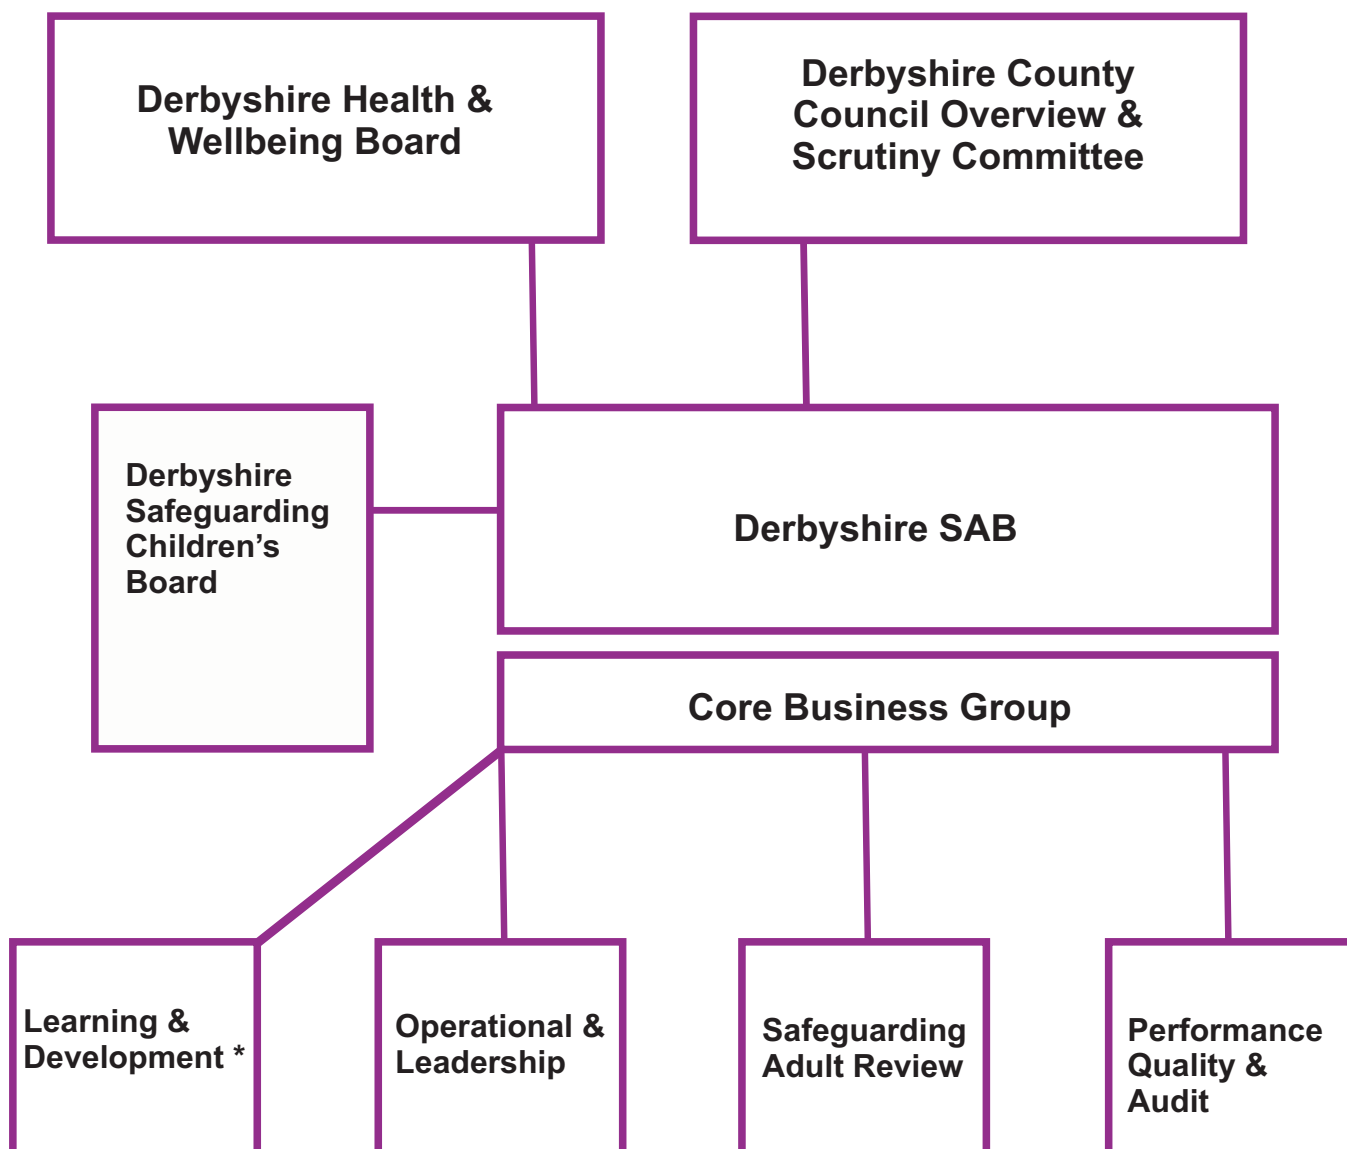 Derbyshire Health &
Wellbeing Board
Derbyshire County
Council Overview &
Scrutiny Committee
Derbyshire
Safeguarding
Children’s
Board
Derbyshire SAB
Core Business Group
Learning &
Development *
Operational &
Leadership
Safeguarding
Adult Review
Performance
Quality &
Audit